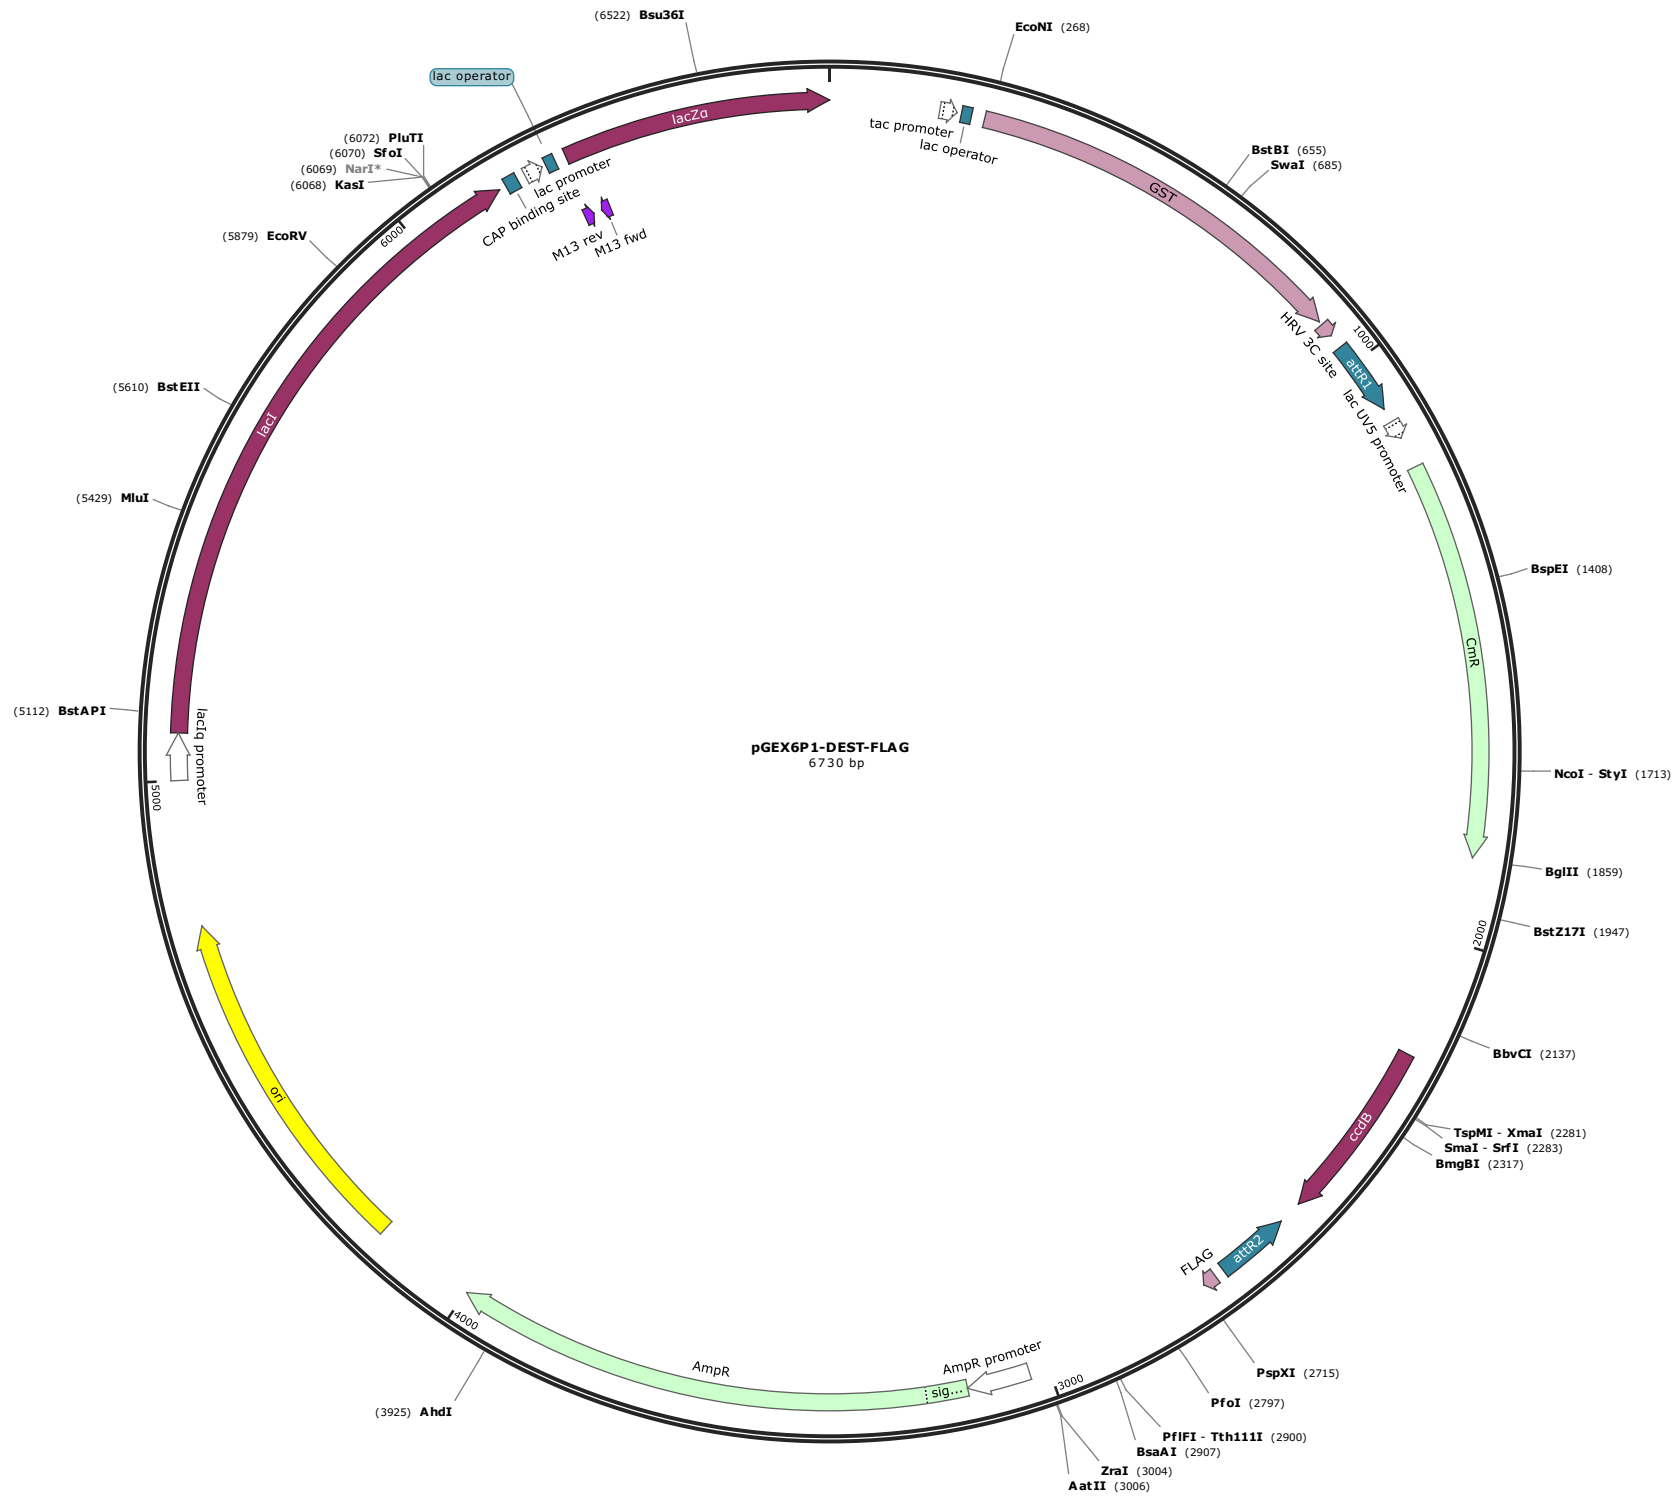 (6522) Bsu36I
EcoNI (268)
lac operator
lacZα
tac promoter
lac operator
(6072) PluTI
(6070) SfoI
(6069) NarI*
(6068) KasI
BstBI (655)
SwaI (685)
lac promoter
CAP binding site
GST
M13 rev
M13 fwd
(5879) EcoRV
6000
HRV 3C site
1000
attR1
lac UV5 promoter
(5610) BstEII
lacI
(5429) MluI
BspEI (1408)
CmR
(5112) BstAPI
lacIq promoter
5000
pGEX6P1-DEST-FLAG
6730 bp
NcoI - StyI (1713)
BglII (1859)
BstZ17I (1947)
2000
BbvCI (2137)
ori
ccdB
TspMI - XmaI (2281)
SmaI - SrfI (2283)
BmgBI (2317)
attR2
FLAG
4000
AmpR
AmpR promoter
sig...
3000
PspXI (2715)
PfoI (2797)
(3925) AhdI
PflFI - Tth111I (2900)
BsaAI (2907)
ZraI (3004)
AatII (3006)